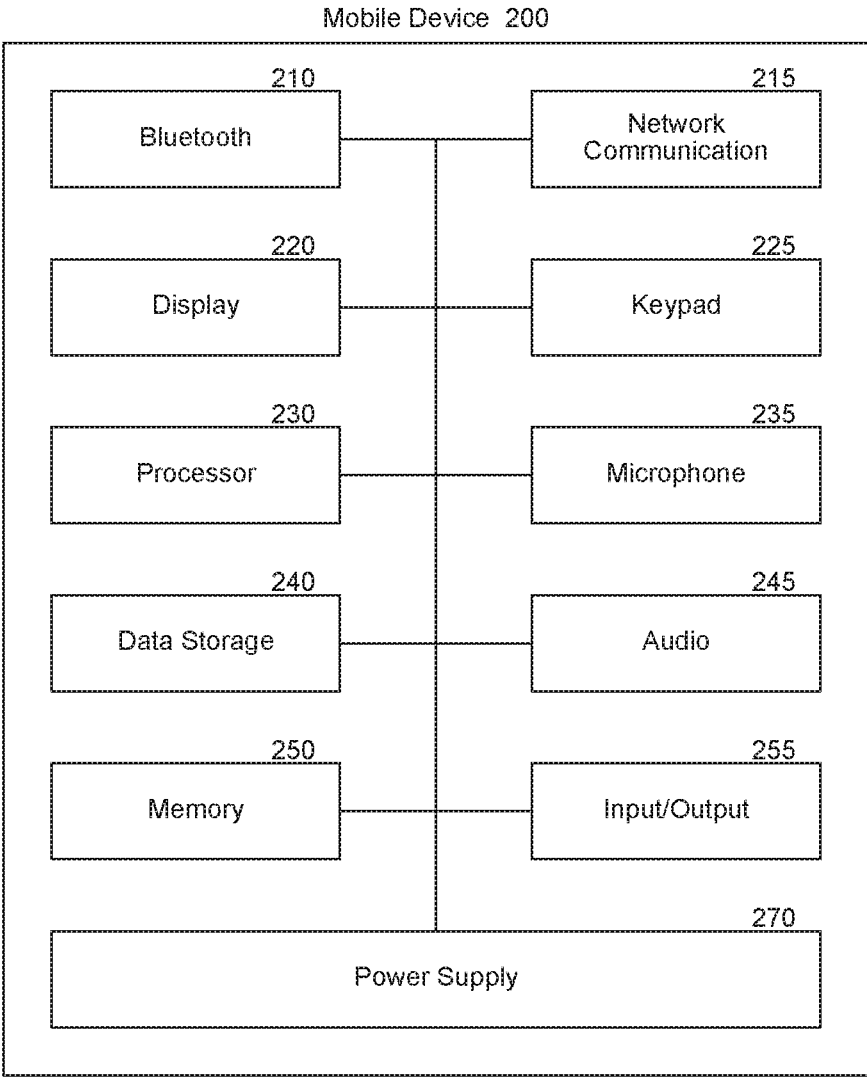 Mobile Device 200
210
Bluetooth
215
Network
Communication
220
Display
225
Keypad
230
Processor
235
Microphone
240
Data Storage
245
Audio
250
Memory
255
Input/Output
270
Power Supply